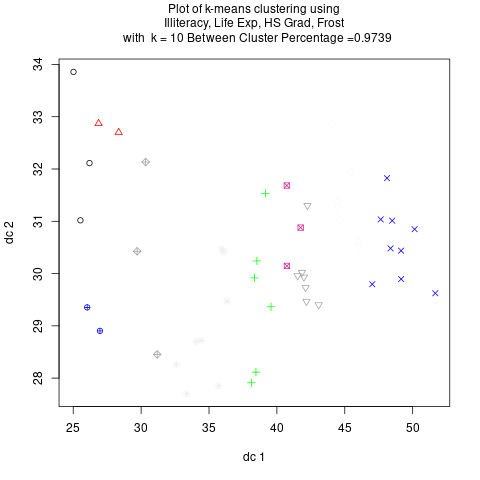 Plot of k-means clustering using
Illiteracy, Life Exp, HS Grad, Frost
with k = 10 Between Cluster Percentage =0.9739
34
33
32
31
30
29
28
dc 2
25
30
35
40
45
50
dc 1